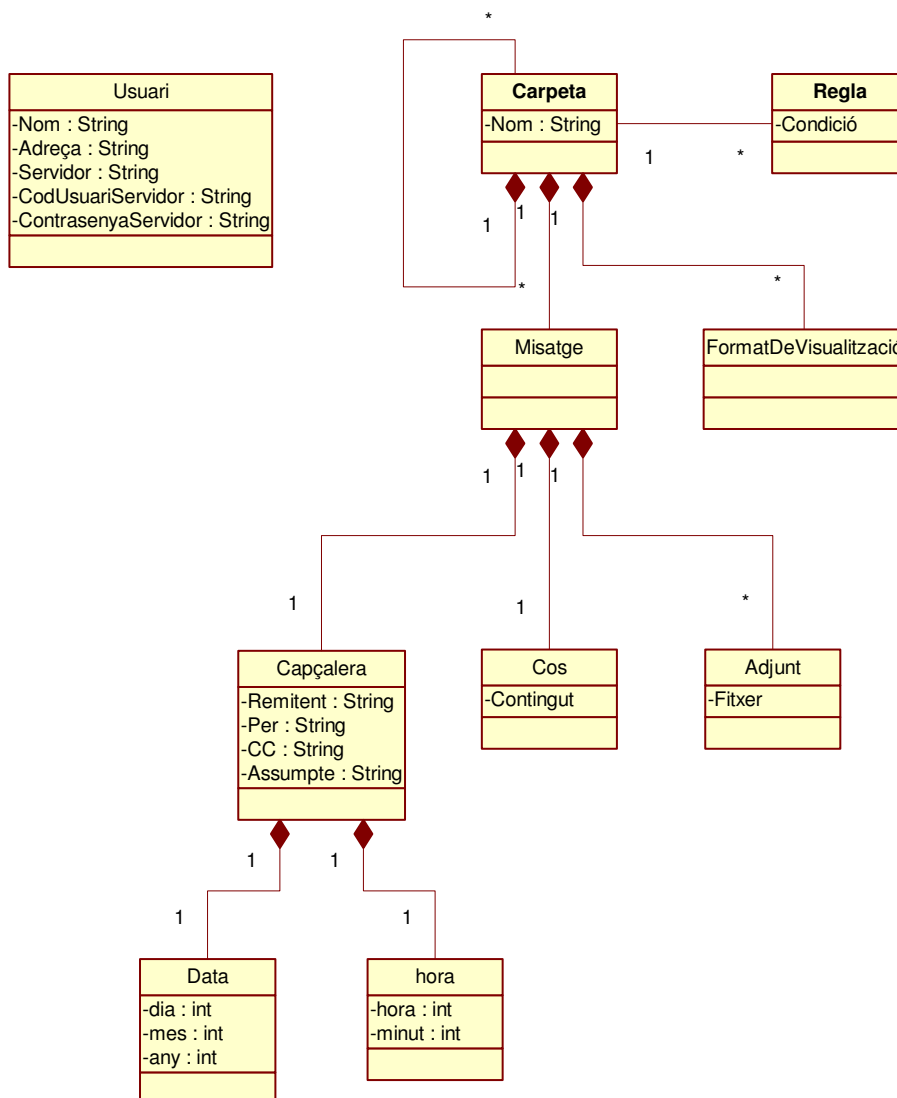 *
Usuari
-Nom : String
-Adreça : String
-Servidor : String
-CodUsuariServidor : String
-ContrasenyaServidor : String
Carpeta
-Nom : String
Regla
-Condició
1
*
1
1
1
*
*
Misatge
FormatDeVisualització
1
1
1
1
1
*
Capçalera
-Remitent : String
-Per : String
-CC : String
-Assumpte : String
Cos
-Contingut
Adjunt
-Fitxer
1
1
1
1
Data
-dia : int
-mes : int
-any : int
hora
-hora : int
-minut : int